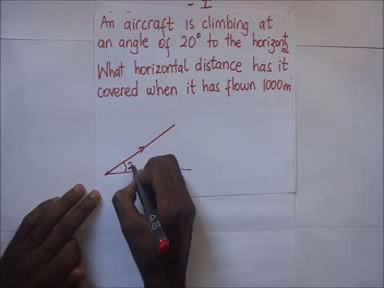 - 1
An aircraft is climbing at
an angle of 20° to the horizontal
What horizontal distance has it
covered when it has flown 1000m
2